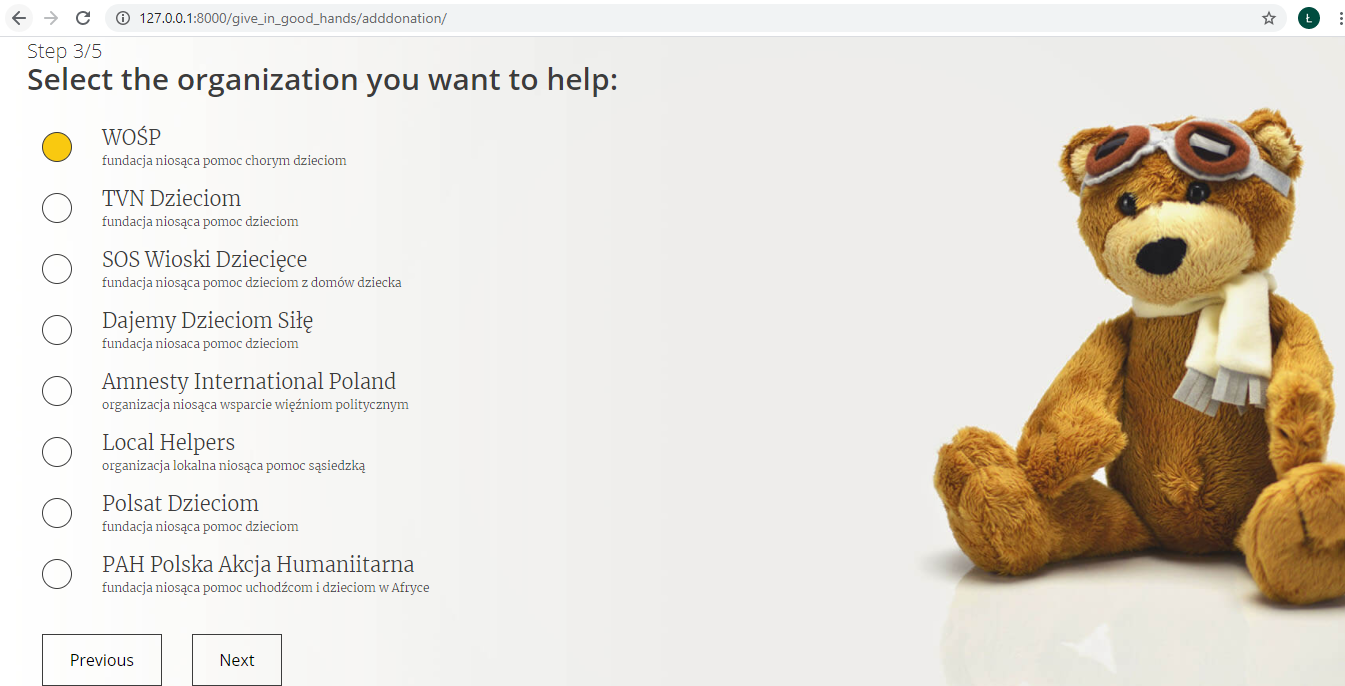 127.0.0.1:8000/give_in_good_hands/adddonation/
Ł
Step 3/5
Select the organization you want to help:
WOŚP
fundacja niosąca pomoc chorym dzieciom
TVN Dzieciom
fundacja niosąca pomoc dzieciom
SOS Wioski Dziecięce
fundacja niosąca pomoc dzieciom z domów dziecka
Dajemy Dzieciom Siłę
fundacja niosaca pomoc dzieciom
Amnesty International Poland
organizacja niosąca wsparcie więźniom politycznym
Local Helpers
organizacja lokalna niosąca pomoc sąsiedzką
Polsat Dzieciom
fundacja niosąca pomoc dzieciom
PAH Polska Akcja Humaniitarna
fundacja niosąca pomoc uchodźcom i dzieciom w Afryce
Previous
Next